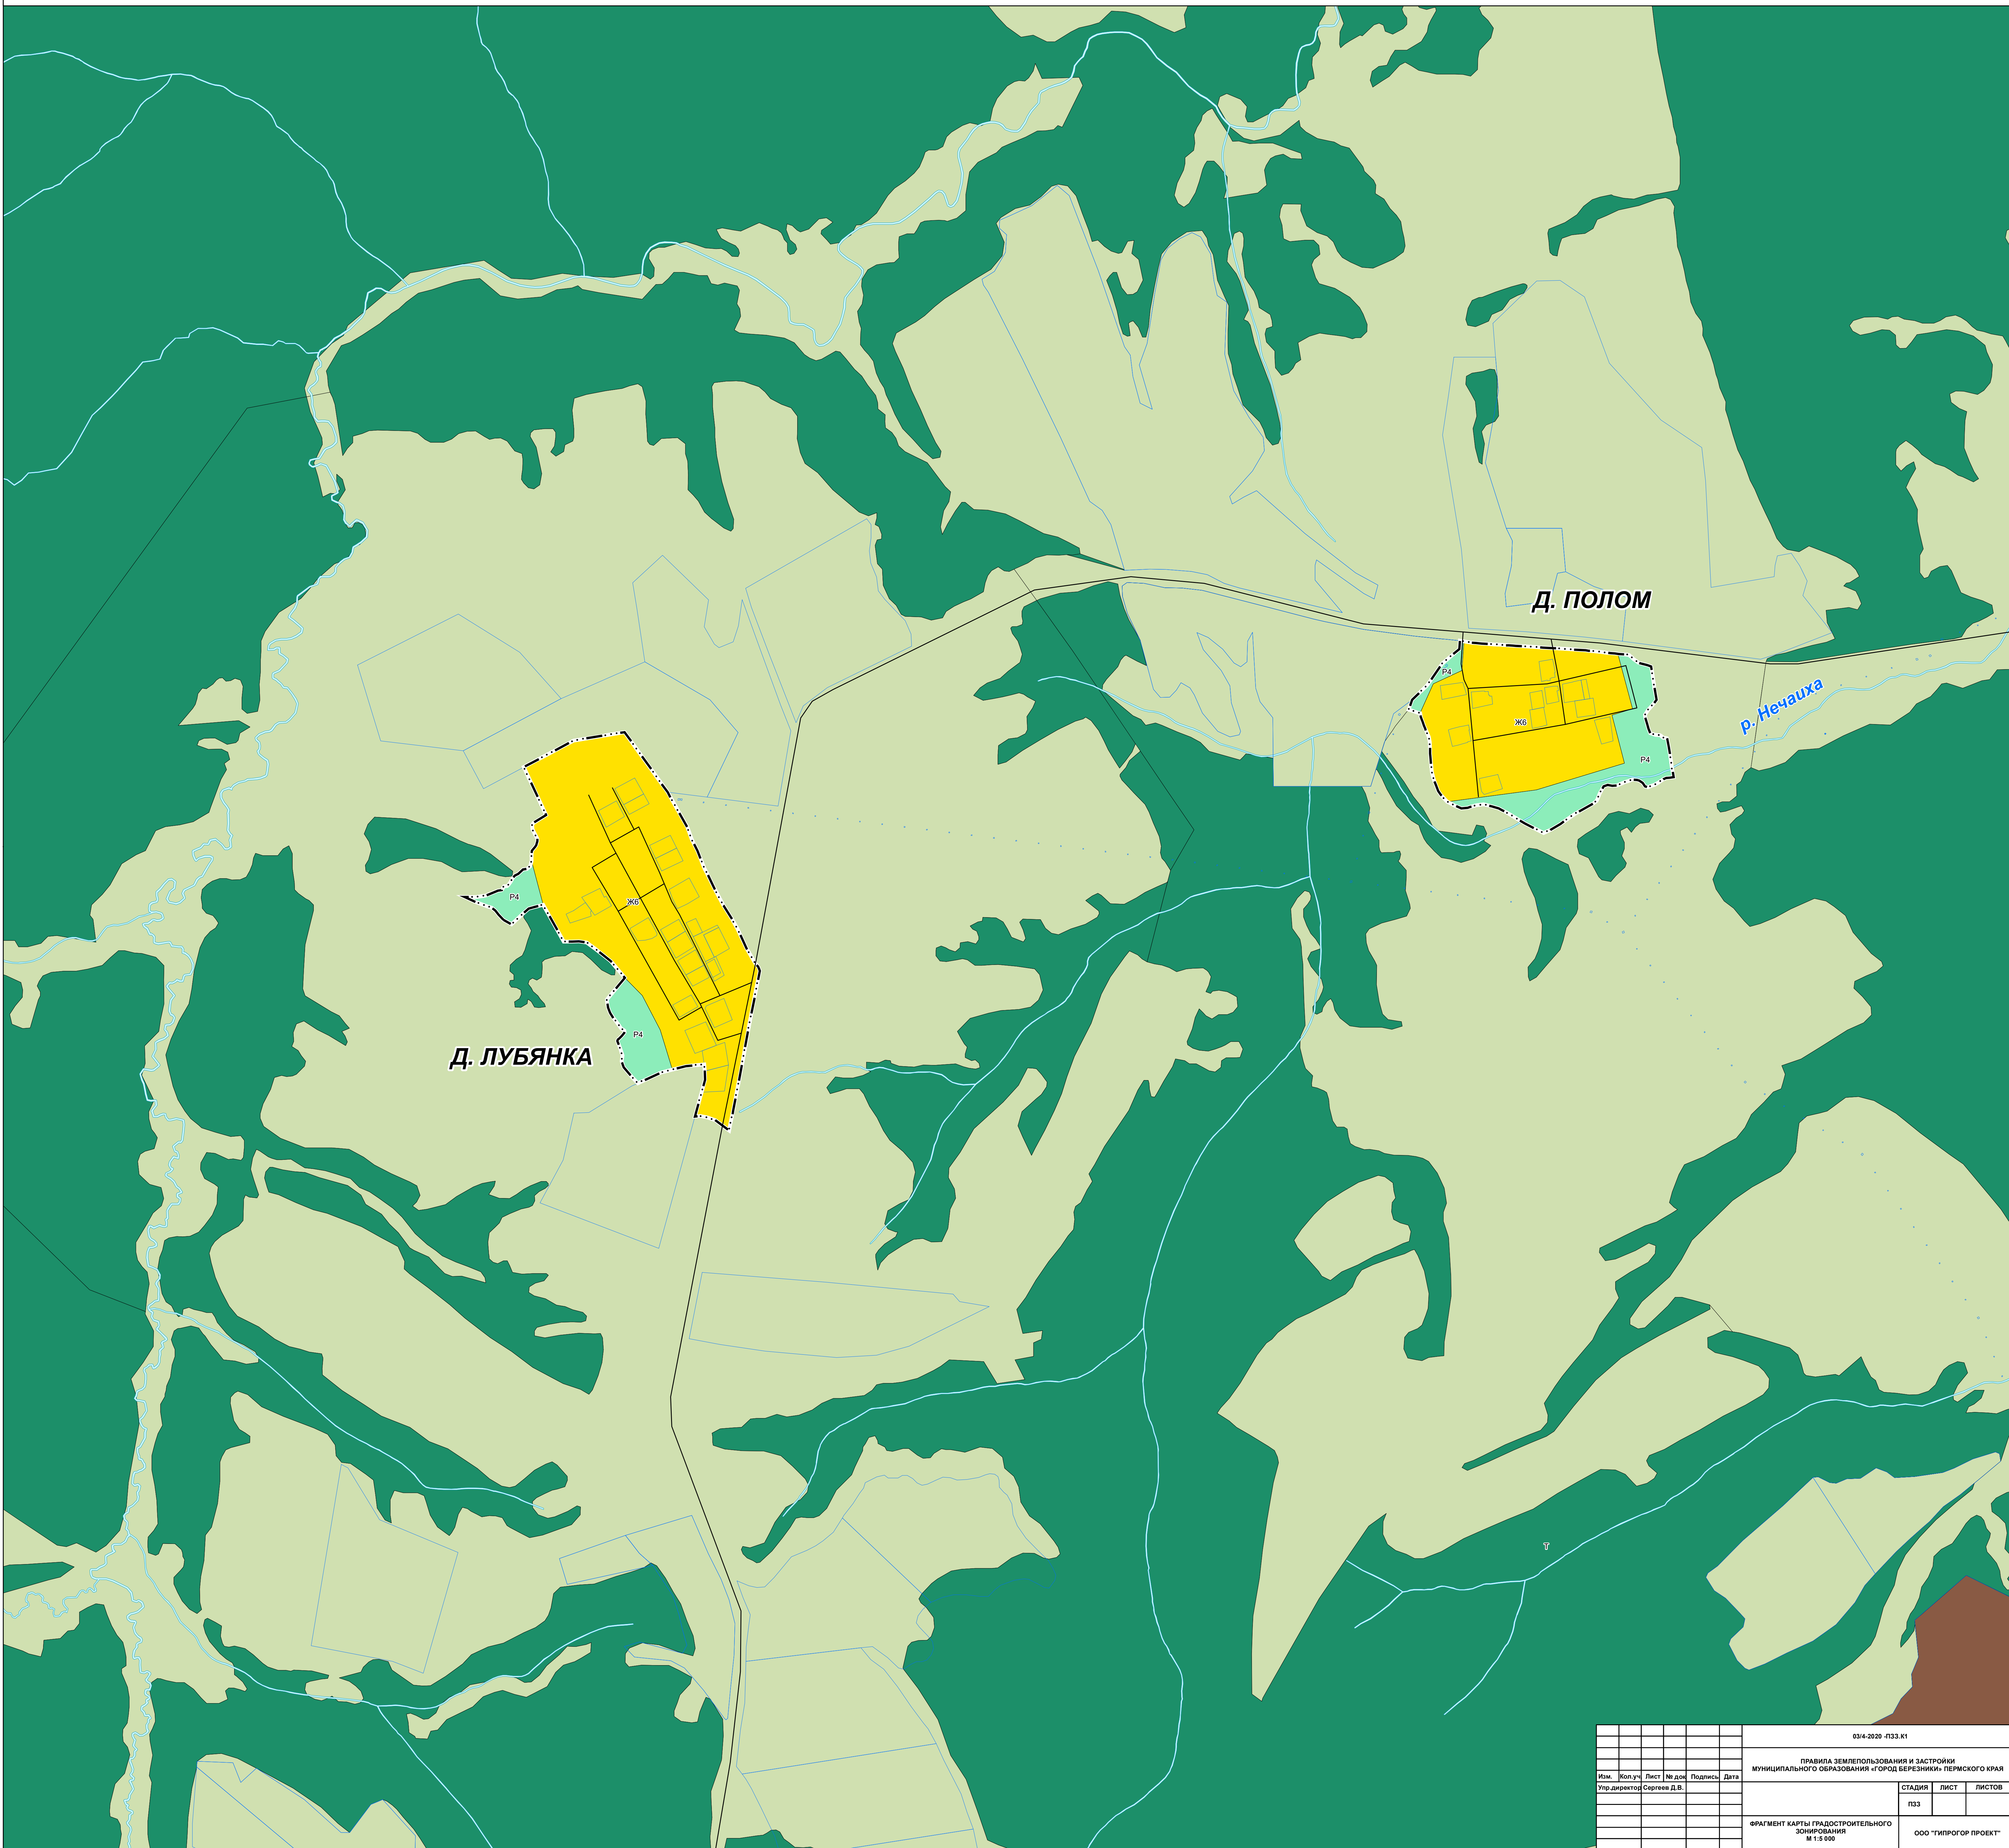 Д. ПОЛОМ
Р4
р. Нечаиха
Ж6
Р4
Р4
Ж6
Р4
Д. ЛУБЯНКА
Т
03/4-2020 -ПЗЗ.К1
ПРАВИЛА ЗЕМЛЕПОЛЬЗОВАНИЯ И ЗАСТРОЙКИ
МУНИЦИПАЛЬНОГО ОБРАЗОВАНИЯ «ГОРОД БЕРЕЗНИКИ» ПЕРМСКОГО КРАЯ
Изм. Кол.уч Лист № док Подпись Дата
Упр.директор Сергеев Д.В.
СТАДИЯ ЛИСТ ЛИСТОВ
ПЗЗ
ФРАГМЕНТ КАРТЫ ГРАДОСТРОИТЕЛЬНОГО
ЗОНИРОВАНИЯ
М 1:5 000
ООО "ГИПРОГОР ПРОЕКТ"